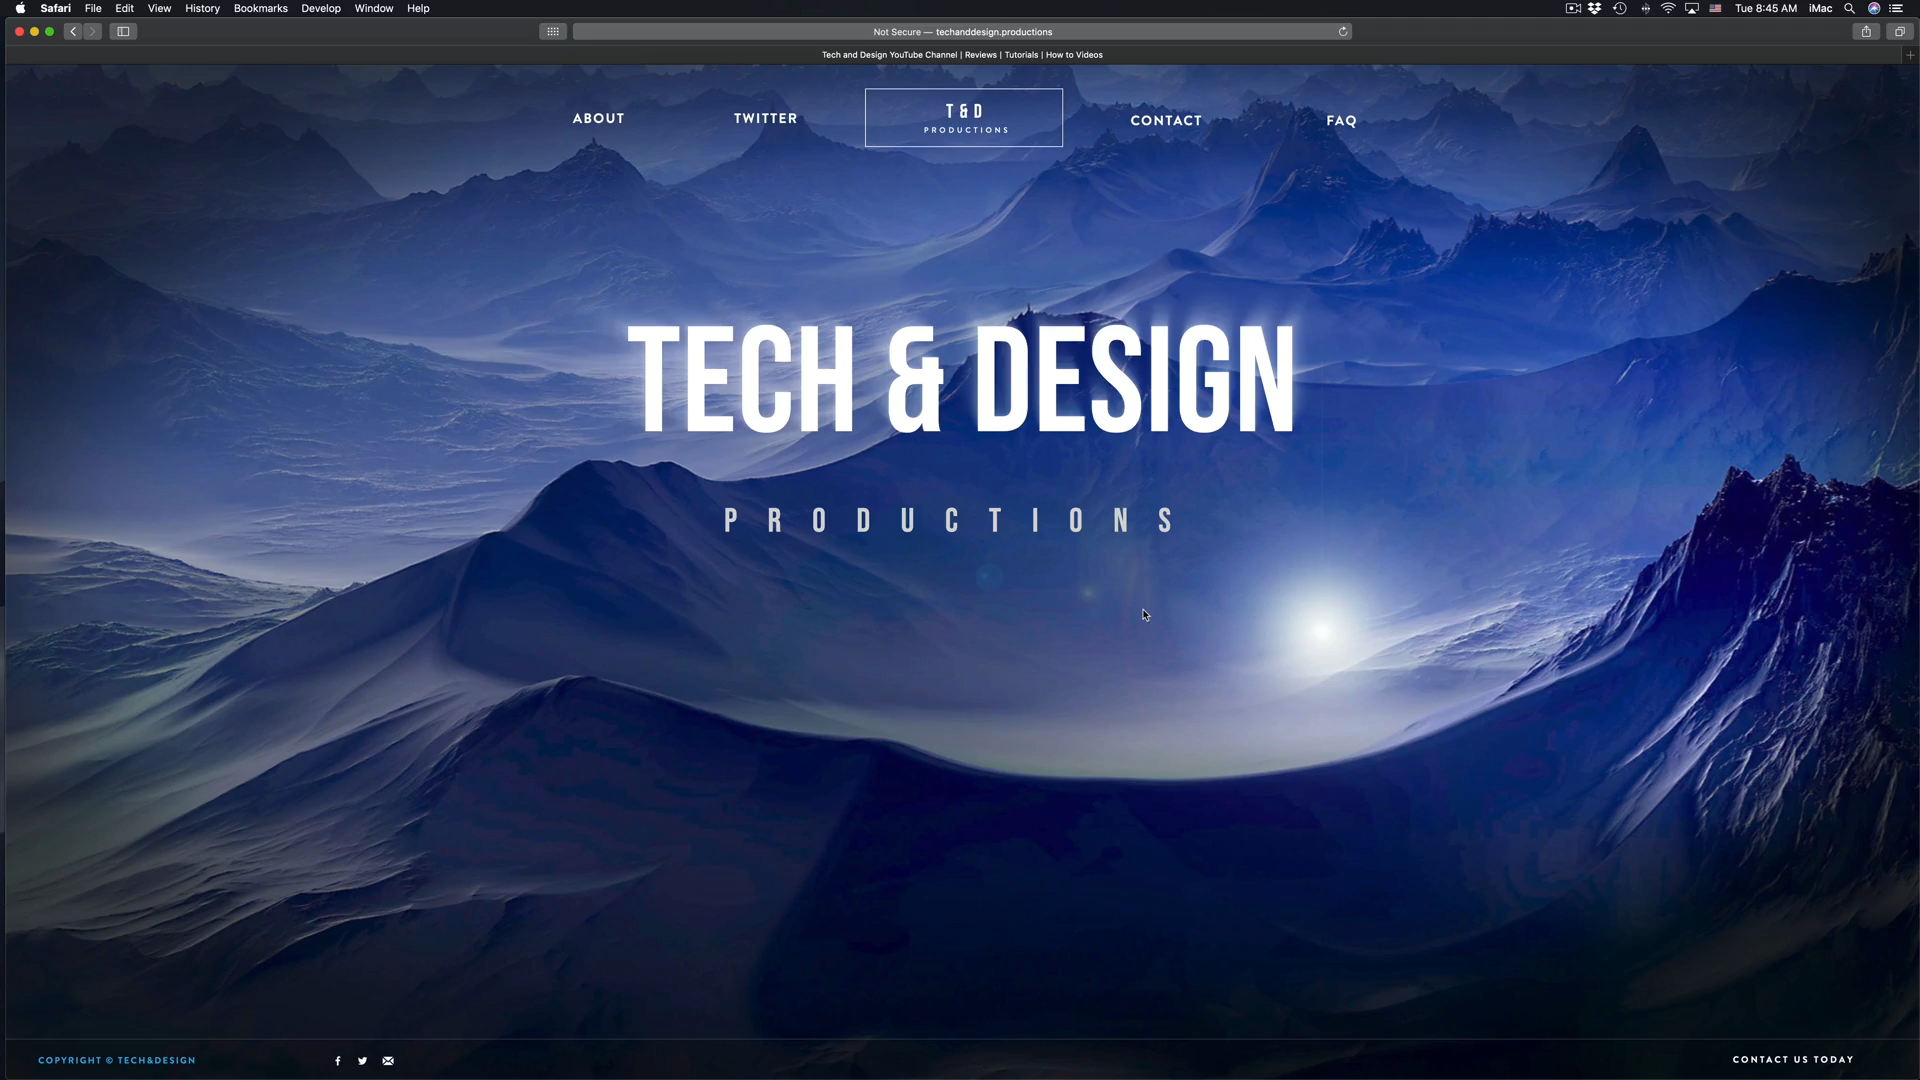 Safari File Edit View History Bookmarks Develop Window Help Tue 8:45 AM iMac
Not Secure — techanddesign.productions
Tech and Design YouTube Channel | Reviews | Tutorials | How to Videos
ABOUT TWITTER T&D CONTACT FAQ
PRODUCTIONS
TECH & DESIGN
PRODUCTIONS
COPYRIGHT © TECH&DESIGN CONTACT US TODAY